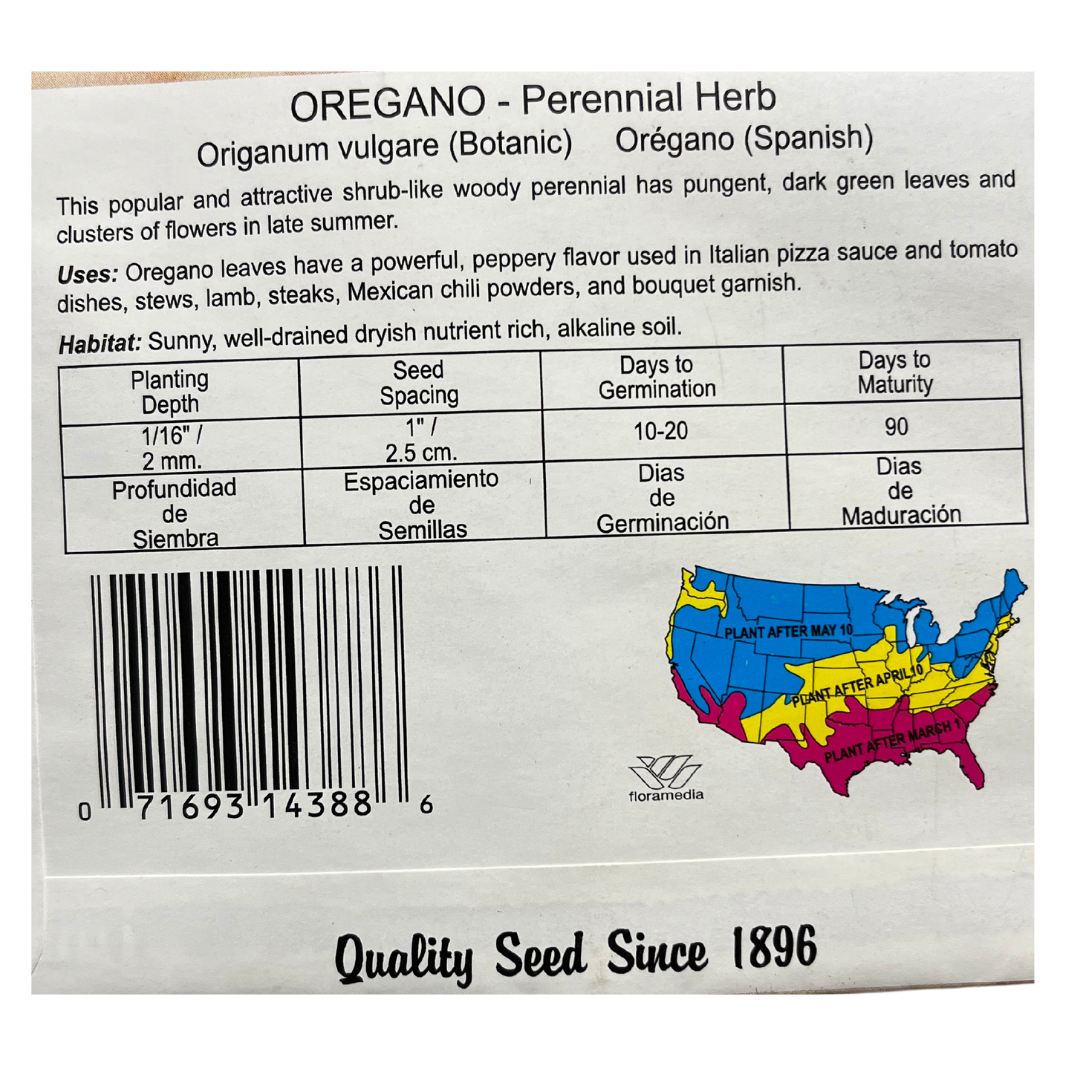 OREGANO - Perennial Herb
Origanum vulgare (Botanic) Orégano (Spanish)
This popular and attractive shrub-like woody perennial has pungent, dark green leaves and
clusters of flowers in late summer.
Uses: Oregano leaves have a powerful, peppery flavor used in Italian pizza sauce and tomato
dishes, stews, lamb, steaks, Mexican chili powders, and bouquet garnish.
Habitat: Sunny, well-drained dryish nutrient rich, alkaline soil.
Planting
Depth
Seed
Spacing
Days to
Germination
Days to
Maturity
1/16" /
2 mm.
1" /
2.5 cm.
10-20
90
Profundidad
de
Siembra
Espaciamiento
de
Semillas
Dias
de
Germinación
Dias
de
Maduración
PLANT AFTER MAY 10
PLANT AFTER APRIL 10
PLANT AFTER MARCH 1
floramedia
0 71693 14388 6
Quality Seed Since 1896